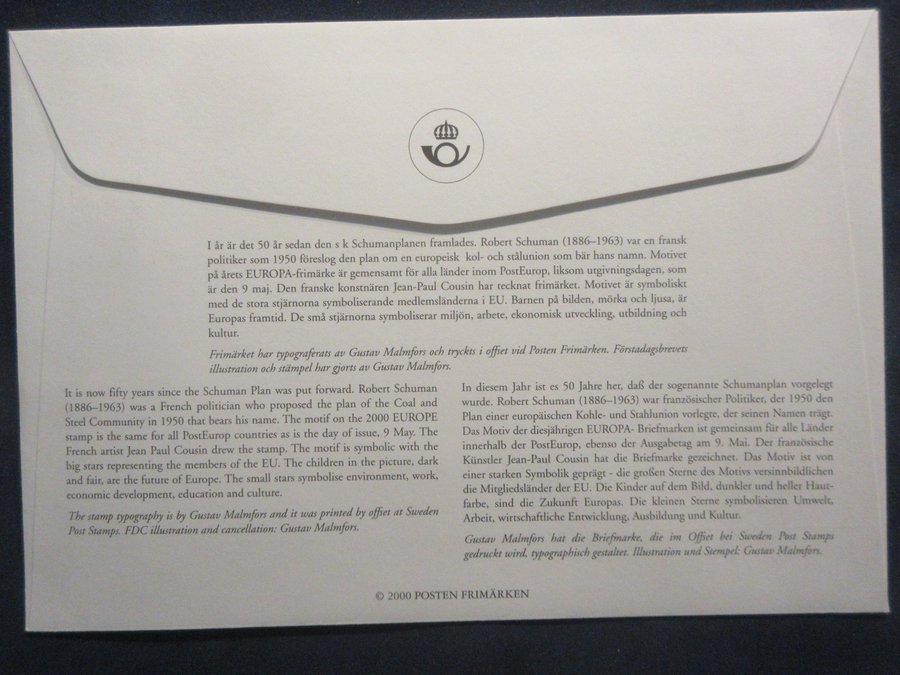 I år är det 50 år sedan den s k Schumanplanen framlades. Robert Schuman (1886–1963) var en fransk
politiker som 1950 föreslog den plan om en europeisk kol- och stålunion som bär hans namn. Motivet
på årets EUROPA-frimärke är gemensamt för alla länder inom PostEurop, liksom utgivningsdagen, som
är den 9 maj. Den franske konstnären Jean-Paul Cousin har tecknat frimärket. Motivet är symboliskt
med de stora stjärnorna symboliserande medlemsländerna i EU. Barnen på bilden, mörka och ljusa, är
Europas framtid. De små stjärnorna symboliserar miljön, arbete, ekonomisk utveckling, utbildning och
kultur.
Frimärket har typograferats av Gustav Malmfors och tryckts i offset vid Posten Frimärken. Förstadagsbrevets
illustration och stämpel har gjorts av Gustav Malmfors.
It is now fifty years since the Schuman Plan was put forward. Robert Schuman
(1886–1963) was a French politician who proposed the plan of the Coal and
Steel Community in 1950 that bears his name. The motif on the 2000 EUROPE
stamp is the same for all PostEurop countries as is the day of issue, 9 May. The
French artist Jean Paul Cousin drew the stamp. The motif is symbolic with the
big stars representing the members of the EU. The children in the picture, dark
and fair, are the future of Europe. The small stars symbolise environment, work,
economic development, education and culture.
The stamp typography is by Gustav Malmfors and it was printed by offset at Sweden
Post Stamps. FDC illustration and cancellation: Gustav Malmfors.
In diesem Jahr ist es 50 Jahre her, daß der sogenannte Schumanplan vorgelegt
wurde. Robert Schuman (1886–1963) war französischer Politiker, der 1950 den
Plan einer europäischen Kohle- und Stahlunion vorlegte, der seinen Namen trägt.
Das Motiv der diesjährigen EUROPA- Briefmarken ist gemeinsam für alle Länder
innerhalb der PostEurop, ebenso der Ausgabetag am 9. Mai. Der französische
Künstler Jean-Paul Cousin hat die Briefmarke gezeichnet. Das Motiv ist von
einer starken Symbolik geprägt - die großen Sterne des Motivs versinnbildlichen
die Mitgliedsländer der EU. Die Kinder auf dem Bild, dunkler und heller Haut-
farbe, sind die Zukunft Europas. Die kleinen Sterne symbolisieren Umwelt,
Arbeit, wirtschaftliche Entwicklung, Ausbildung und Kultur.
Gustav Malmfors hat die Briefmarke, die im Offset bei Sweden Post Stamps
gedruckt wird, typographisch gestaltet. Illustration und Stempel: Gustav Malmfors.
© 2000 POSTEN FRIMÄRKEN